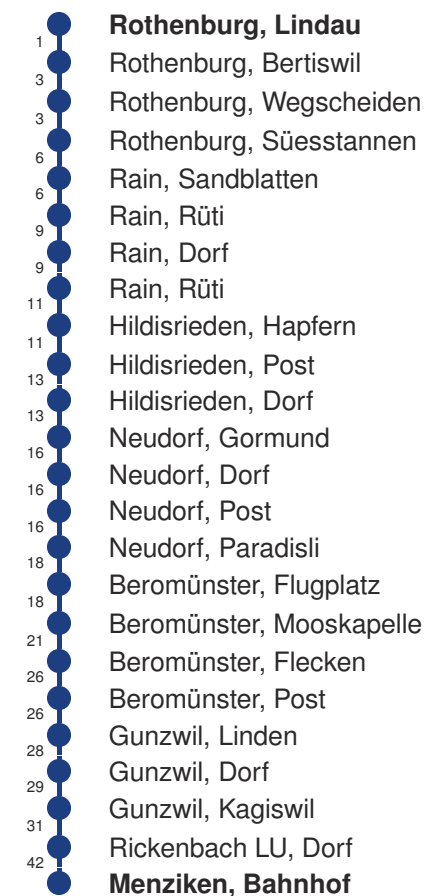 Rothenburg, Lindau
1
Rothenburg, Bertiswil
3
Rothenburg, Wegscheiden
3
Rothenburg, Süesstannen
6
Rain, Sandblatten
6
Rain, Rüti
9
Rain, Dorf
9
Rain, Rüti
11
Hildisrieden, Hapfern
11
Hildisrieden, Post
13
Hildisrieden, Dorf
13
Neudorf, Gormund
16
Neudorf, Dorf
16
Neudorf, Post
16
Neudorf, Paradisli
18
Beromünster, Flugplatz
18
Beromünster, Mooskapelle
21
Beromünster, Flecken
26
Beromünster, Post
26
Gunzwil, Linden
28
Gunzwil, Dorf
29
Gunzwil, Kagiswil
31
Rickenbach LU, Dorf
42
Menziken, Bahnhof